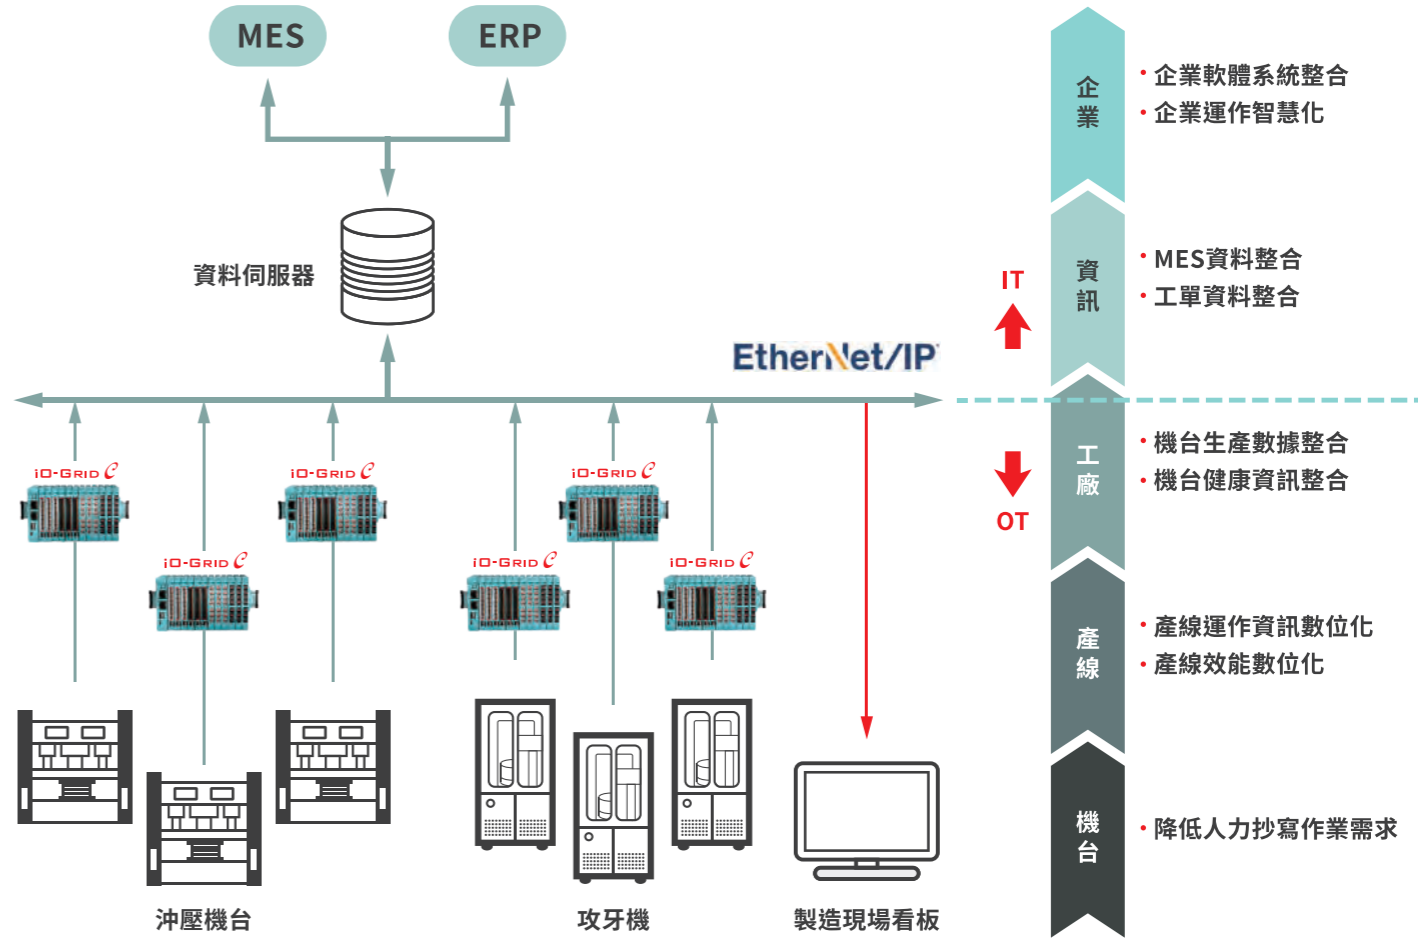 MES
ERP
資料伺服器
EtherNet/IP
iO-GRID C
iO-GRID C
iO-GRID C
iO-GRID C
iO-GRID C
iO-GRID C
沖壓機台
攻牙機
製造現場看板
IT
OT
企業
• 企業軟體系統整合
• 企業運作智慧化
資訊
• MES資料整合
• 工單資料整合
工廠
• 機台生產數據整合
• 機台健康資訊整合
產線
• 產線運作資訊數位化
• 產線效能數位化
機台
• 降低人力抄寫作業需求